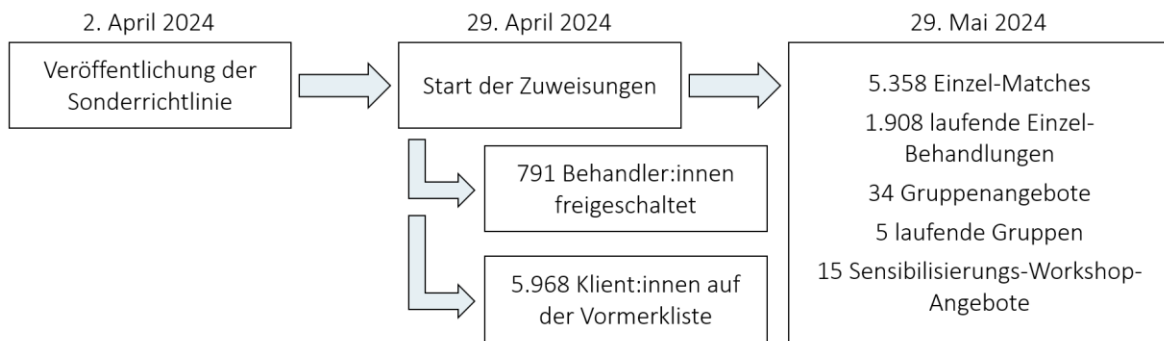 2. April 2024
Veröffentlichung der
Sonderrichtlinie
29. April 2024
Start der Zuweisungen
791 Behandler:innen
freigeschaltet
5.968 Klient:innen auf
der Vormerkliste
29. Mai 2024
5.358 Einzel-Matches
1.908 laufende Einzel-
Behandlungen
34 Gruppenangebote
5 laufende Gruppen
15 Sensibilisierungs-Workshop-
Angebote